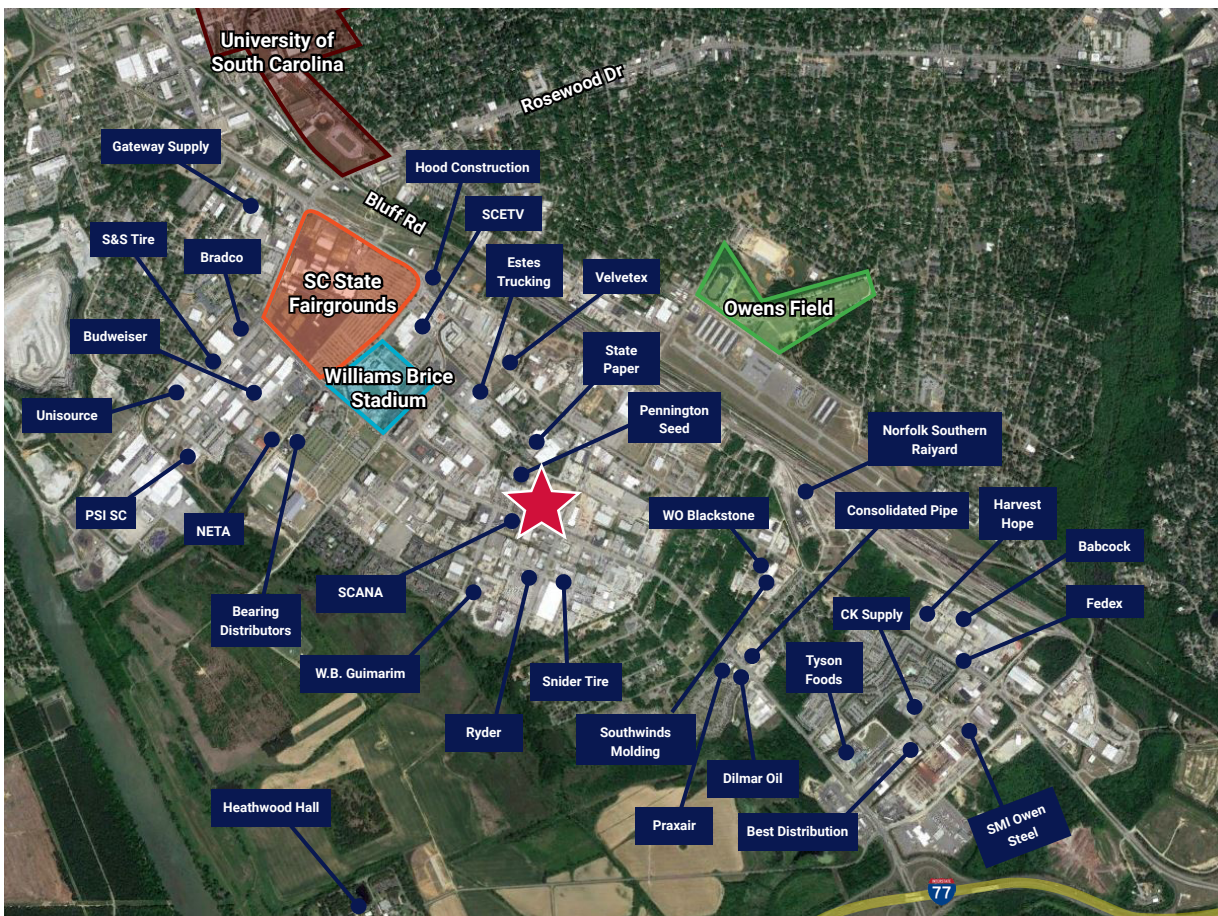 University of
South Carolina
Rosewood Dr
Gateway Supply
Hood Construction
Bluff Rd
SCETV
S&S Tire
Bradco
Estes
Trucking
Velvetex
SC State
Fairgrounds
Owens Field
Budweiser
State
Paper
Williams Brice
Stadium
Unisource
Pennington
Seed
Norfolk Southern
Raiyard
PSI SC
NETA
WO Blackstone
Consolidated Pipe
Harvest
Hope
Babcock
SCANA
Bearing
Distributors
CK Supply
Fedex
W.B. Guimarim
Snider Tire
Tyson
Foods
Ryder
Southwinds
Molding
Dilmar Oil
Heathwood Hall
Praxair
Best Distribution
SMI Owen
Steel
INTERSTATE
77